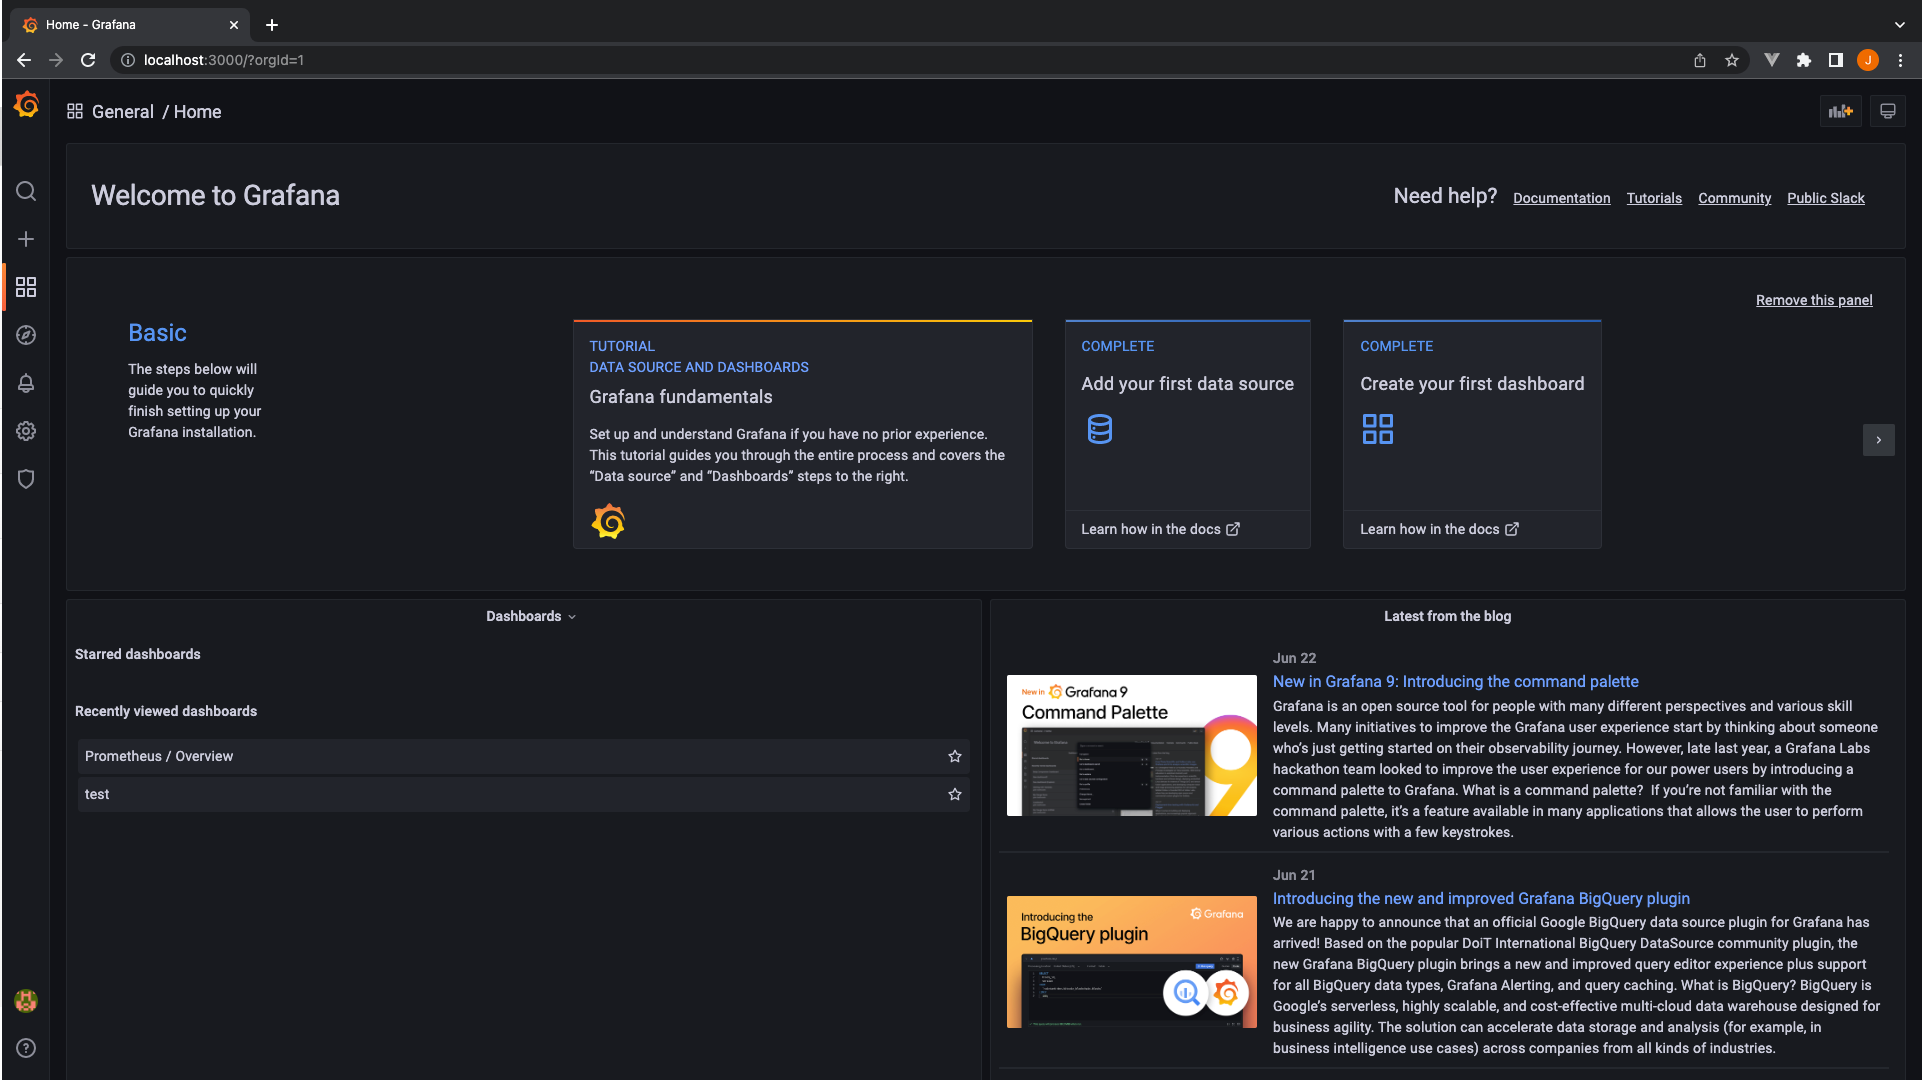 Home - Grafana
localhost:3000/?orgId=1
J
General / Home
Welcome to Grafana
Need help? Documentation Tutorials Community Public Slack
Remove this panel
Basic
The steps below will
guide you to quickly
finish setting up your
Grafana installation.
TUTORIAL
DATA SOURCE AND DASHBOARDS
Grafana fundamentals
Set up and understand Grafana if you have no prior experience.
This tutorial guides you through the entire process and covers the
“Data source” and “Dashboards” steps to the right.
COMPLETE
Add your first data source
Learn how in the docs
COMPLETE
Create your first dashboard
Learn how in the docs
Dashboards
Starred dashboards
Recently viewed dashboards
Prometheus / Overview
test
Latest from the blog
New in Grafana 9
Command Palette
9
Jun 22
New in Grafana 9: Introducing the command palette
Grafana is an open source tool for people with many different perspectives and various skill
levels. Many initiatives to improve the Grafana user experience start by thinking about someone
who’s just getting started on their observability journey. However, late last year, a Grafana Labs
hackathon team looked to improve the user experience for our power users by introducing a
command palette to Grafana. What is a command palette?  If you’re not familiar with the
command palette, it’s a feature available in many applications that allows the user to perform
various actions with a few keystrokes.
Introducing the
BigQuery plugin
Grafana
Jun 21
Introducing the new and improved Grafana BigQuery plugin
We are happy to announce that an official Google BigQuery data source plugin for Grafana has
arrived! Based on the popular DoiT International BigQuery DataSource community plugin, the
new Grafana BigQuery plugin brings a new and improved query editor experience plus support
for all BigQuery data types, Grafana Alerting, and query caching. What is BigQuery? BigQuery is
Google’s serverless, highly scalable, and cost-effective multi-cloud data warehouse designed for
business agility. The solution can accelerate data storage and analysis (for example, in
business intelligence use cases) across companies from all kinds of industries.